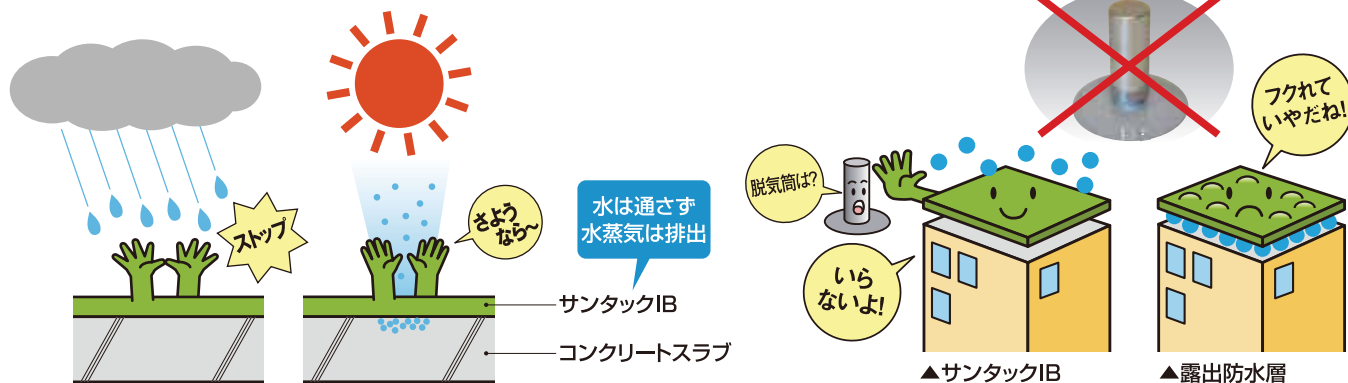 ストップ
さよう
なら〜
水は通さず
水蒸気は排出
サンタックIB
コンクリートスラブ
脱気筒は?
いら
ないよ!
フクれて
いやだね!
▲サンタックIB
▲露出防水層